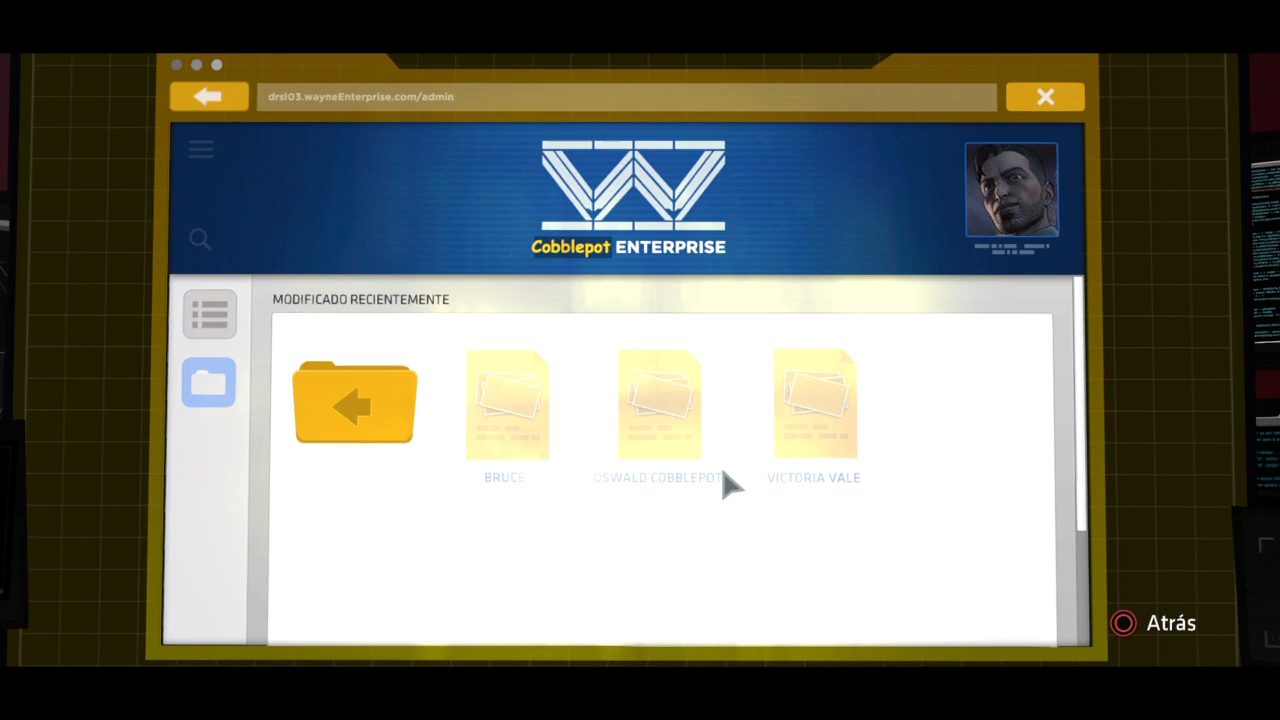 drsl03.wayneEnterprise.com/admin
Cobblepot ENTERPRISE
MODIFICADO RECIENTEMENTE
BRUCE
OSWALD COBBLEPOT
VICTORIA VALE
Atrás